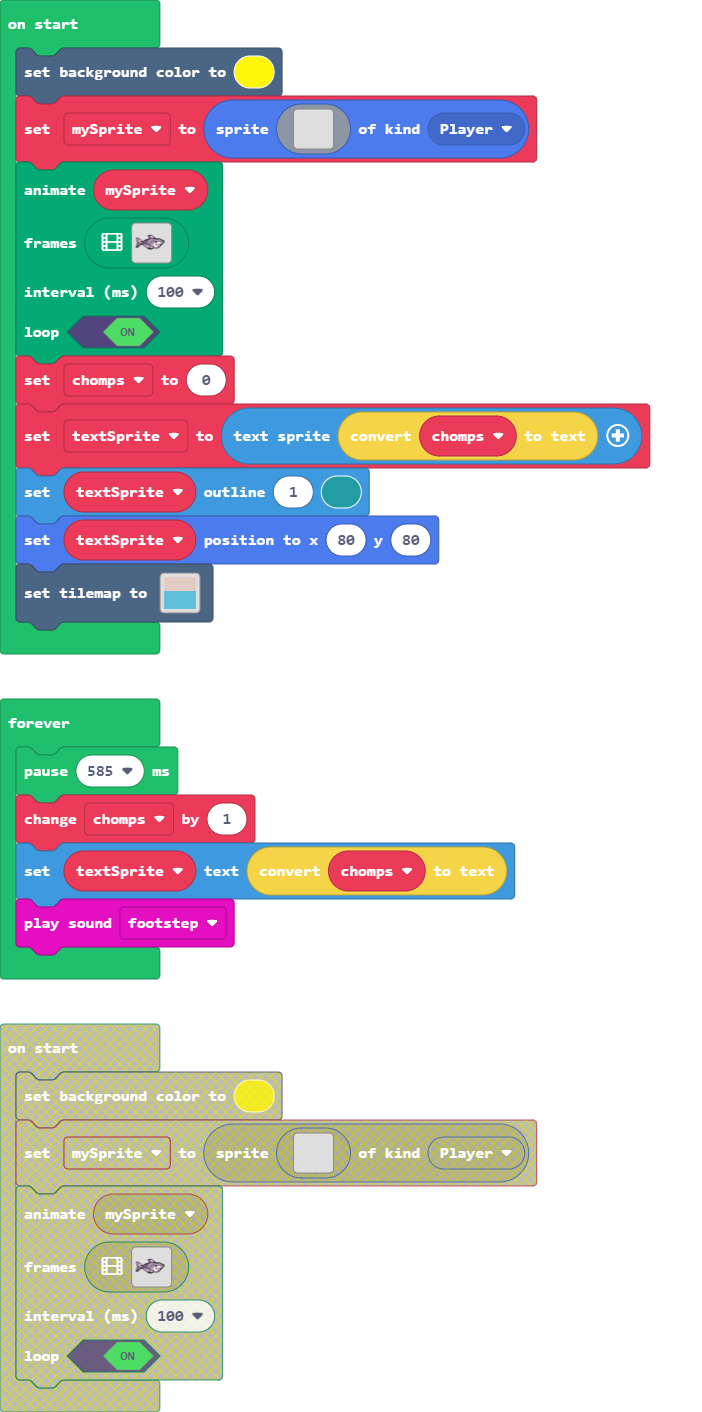 on start
set background color to
set mySprite to sprite of kind Player
animate mySprite
frames
interval (ms) 100
loop ON
set chomps to 0
set textSprite to text sprite convert chomps to text
set textSprite outline 1
set textSprite position to x 80 y 80
set tilemap to
forever
pause 585 ms
change chomps by 1
set textSprite text convert chomps to text
play sound footstep
on start
set background color to
set mySprite to sprite of kind Player
animate mySprite
frames
interval (ms) 100
loop ON